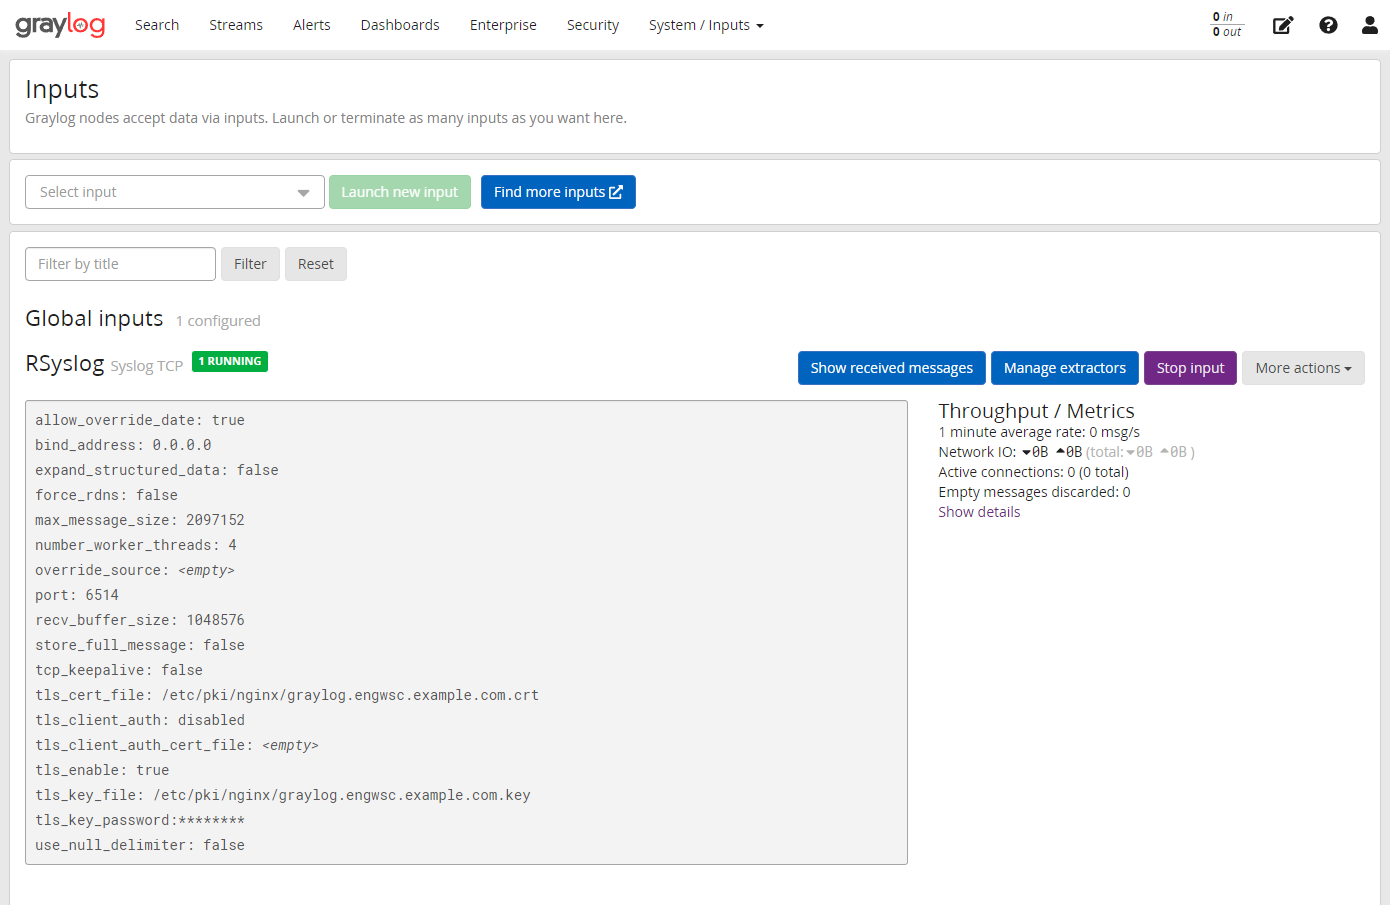 graylog Search Streams Alerts Dashboards Enterprise Security System / Inputs 0 in
0 out
Inputs
Graylog nodes accept data via inputs. Launch or terminate as many inputs as you want here.
Select input Launch new input Find more inputs
Filter by title Filter Reset
Global inputs 1 configured
RSyslog Syslog TCP 1 RUNNING Show received messages Manage extractors Stop input More actions
allow_override_date: true
bind_address: 0.0.0.0
expand_structured_data: false
force_rdns: false
max_message_size: 2097152
number_worker_threads: 4
override_source: <empty>
port: 6514
recv_buffer_size: 1048576
store_full_message: false
tcp_keepalive: false
tls_cert_file: /etc/pki/nginx/graylog.engwsc.example.com.crt
tls_client_auth: disabled
tls_client_auth_cert_file: <empty>
tls_enable: true
tls_key_file: /etc/pki/nginx/graylog.engwsc.example.com.key
tls_key_password:********
use_null_delimiter: false
Throughput / Metrics
1 minute average rate: 0 msg/s
Network IO: ▼0B ▲0B (total: ▼0B ▲0B )
Active connections: 0 (0 total)
Empty messages discarded: 0
Show details